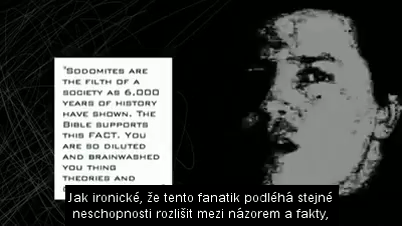 "Sodomites are
the filth of a
society as 6,000
years of history
have shown. The
Bible supports
this FACT. You
are so diluted
and brainwashed
you thing
theories and
Jak ironické, že tento fanatik podléhá stejné
neschopnosti rozlišit mezi názorem a fakty,